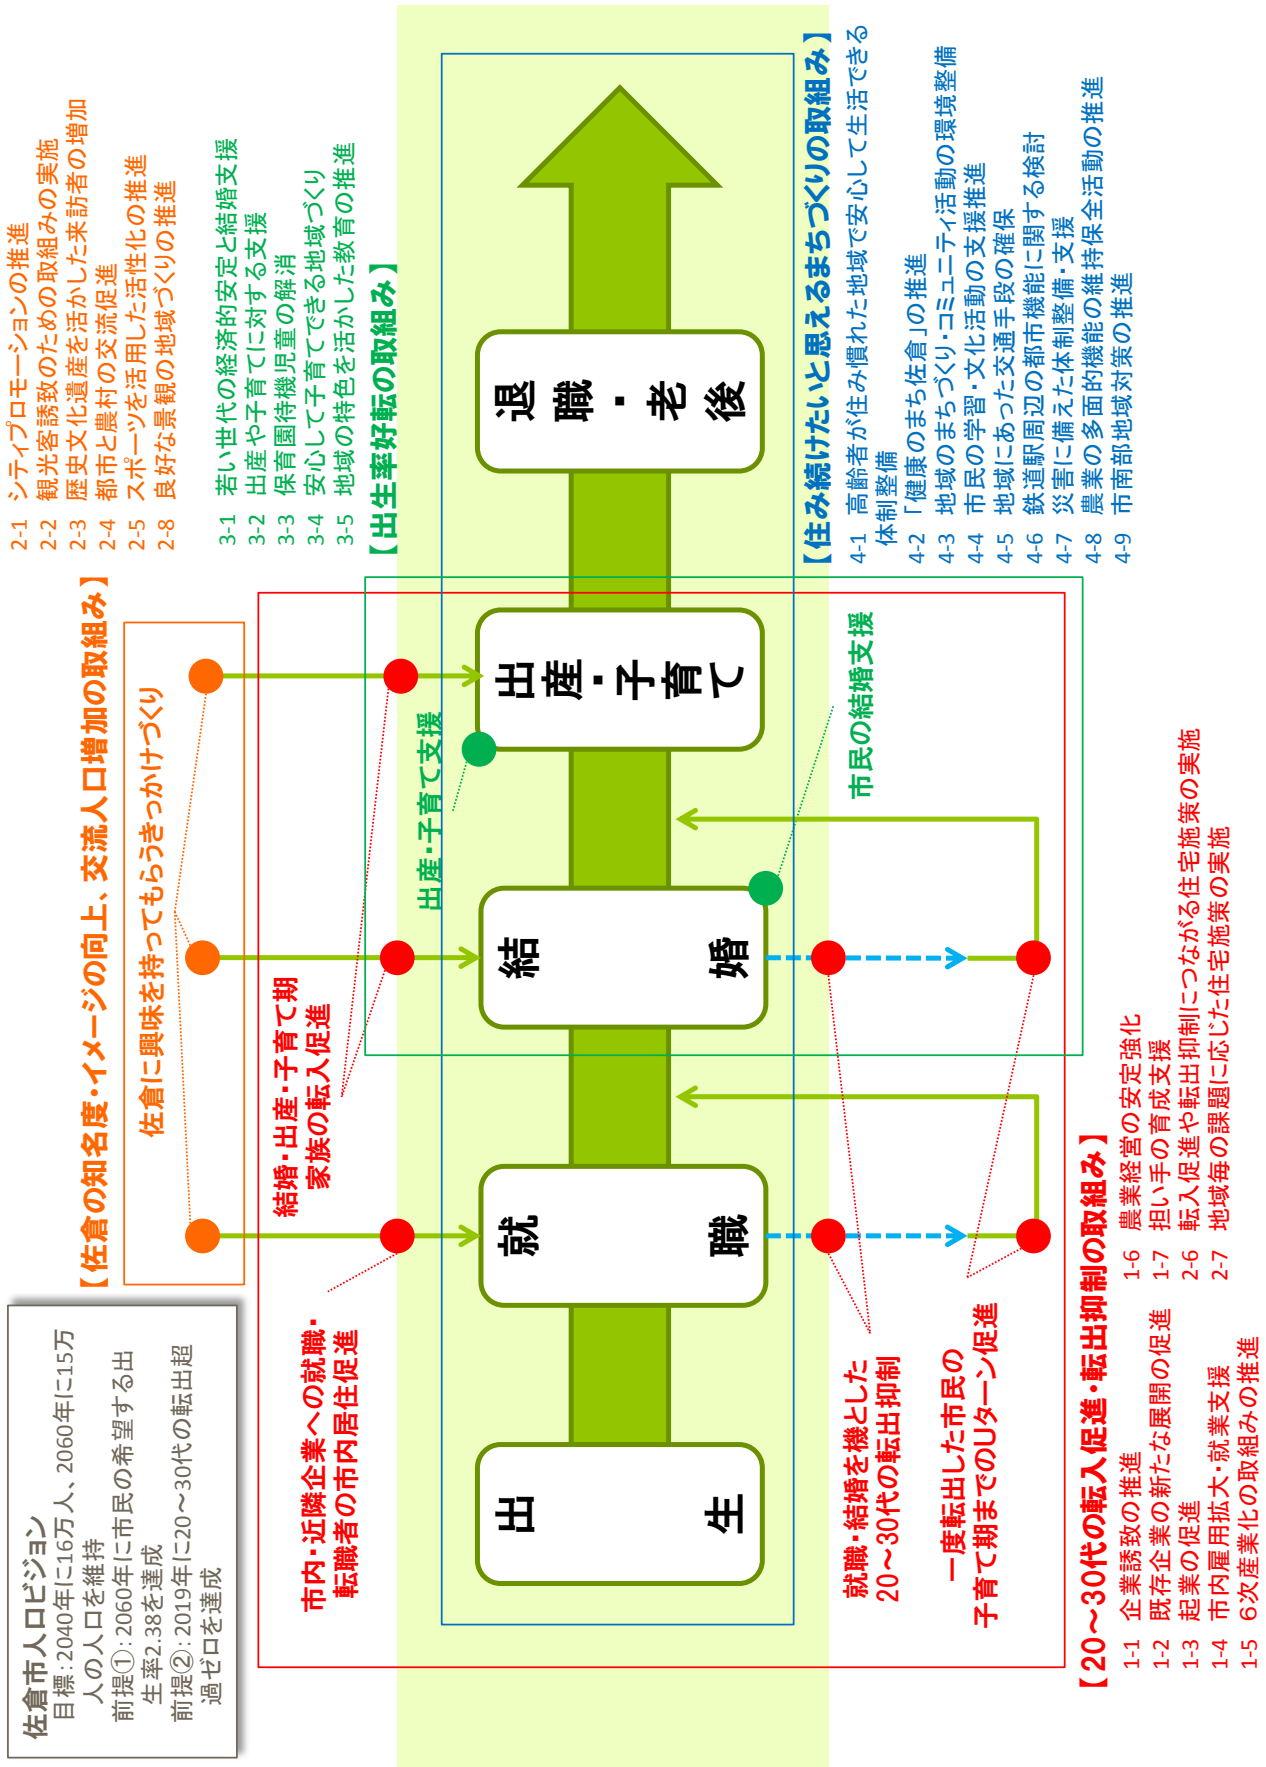 佐倉市人口ビジョン
目標：2040年に16万人、2060年に15万
人の人口を維持
前提①：2060年に市民の希望する出
生率2.38を達成
前提②：2019年に20～30代の転出超
過ゼロを達成
【佐倉の知名度・イメージの向上、交流人口増加の取組み】
佐倉に興味を持ってもらうきっかけづくり
2-1 シティプロモーションの推進
2-2 観光客誘致のための取組みの実施
2-3 歴史文化遺産を活かした来訪者の増加
2-4 都市と農村の交流促進
2-5 スポーツを活用した活性化の推進
2-8 良好な景観の地域づくりの推進
3-1 若い世代の経済的安定と結婚支援
3-2 出産や子育てに対する支援
3-3 保育園待機児童の解消
3-4 安心して子育てできる地域づくり
3-5 地域の特色を活かした教育の推進
【出生率好転の取組み】
市内・近隣企業への就職・
転職者の市内居住促進
結婚・出産・子育て期
家族の転入促進
出産・子育て支援
出生
就職
結婚
出産・子育て
退職・老後
就職・結婚を機とした
20～30代の転出抑制
一度転出した市民の
子育て期までのUターン促進
市民の結婚支援
【20～30代の転入促進・転出抑制の取組み】
1-1 企業誘致の推進
1-2 既存企業の新たな展開の促進
1-3 起業の促進
1-4 市内雇用拡大・就業支援
1-5 6次産業化の取組みの推進
1-6 農業経営の安定強化
1-7 担い手の育成支援
2-6 転入促進や転出抑制につながる住宅施策の実施
2-7 地域毎の課題に応じた住宅施策の実施
【住み続けたいと思えるまちづくりの取組み】
4-1 高齢者が住み慣れた地域で安心して生活できる
体制整備
4-2 「健康のまち佐倉」の推進
4-3 地域のまちづくり・コミュニティ活動の環境整備
4-4 市民の学習・文化活動の支援推進
4-5 地域にあった交通手段の確保
4-6 鉄道駅周辺の都市機能に関する検討
4-7 災害に備えた体制整備・支援
4-8 農業の多面的機能の維持保全活動の推進
4-9 市南部地域対策の推進